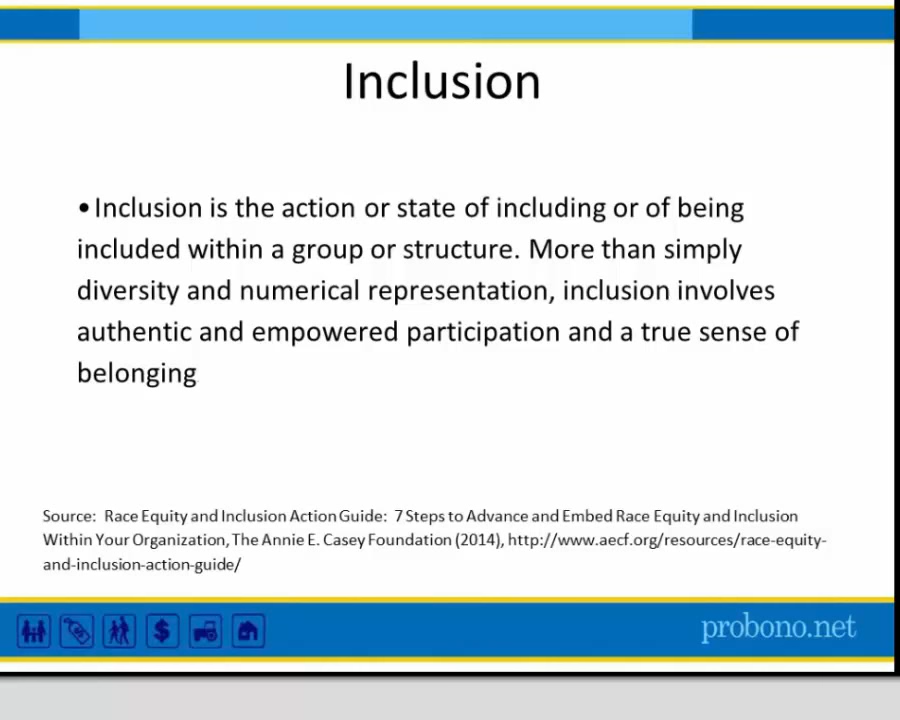 Inclusion
•Inclusion is the action or state of including or of being
included within a group or structure. More than simply
diversity and numerical representation, inclusion involves
authentic and empowered participation and a true sense of
belonging
Source: Race Equity and Inclusion Action Guide: 7 Steps to Advance and Embed Race Equity and Inclusion
Within Your Organization, The Annie E. Casey Foundation (2014), http://www.aecf.org/resources/race-equity-
and-inclusion-action-guide/
$
probono.net